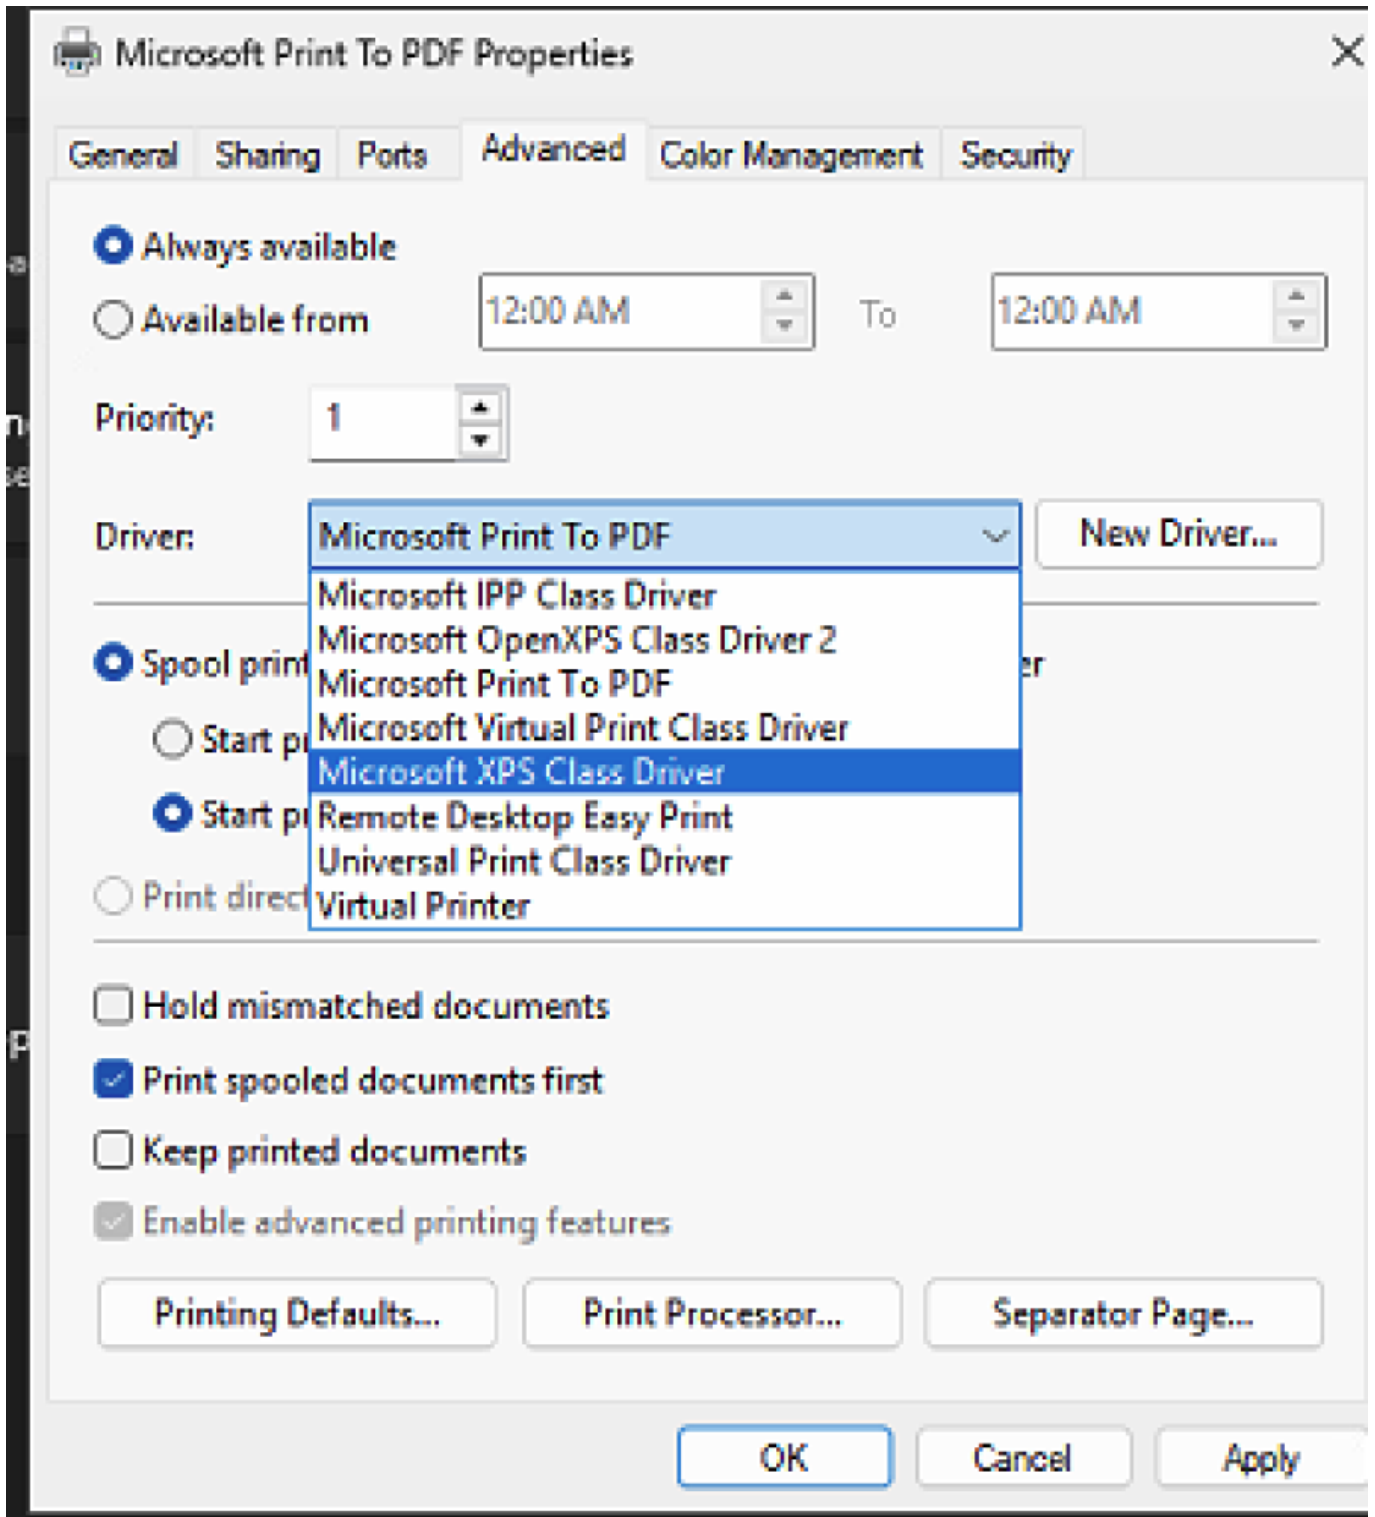 Microsoft Print To PDF Properties
General Sharing Ports Advanced Color Management Security
Always available
Available from 12:00 AM To 12:00 AM
Priority: 1
Driver: Microsoft Print To PDF New Driver...
Microsoft IPP Class Driver
Microsoft OpenXPS Class Driver 2
Spool print er
Microsoft Print To PDF
Microsoft Virtual Print Class Driver
Start pr
Microsoft XPS Class Driver
Start pr Remote Desktop Easy Print
Universal Print Class Driver
Print direct Virtual Printer
Hold mismatched documents
Print spooled documents first
Keep printed documents
Enable advanced printing features
Printing Defaults... Print Processor... Separator Page...
OK Cancel Apply